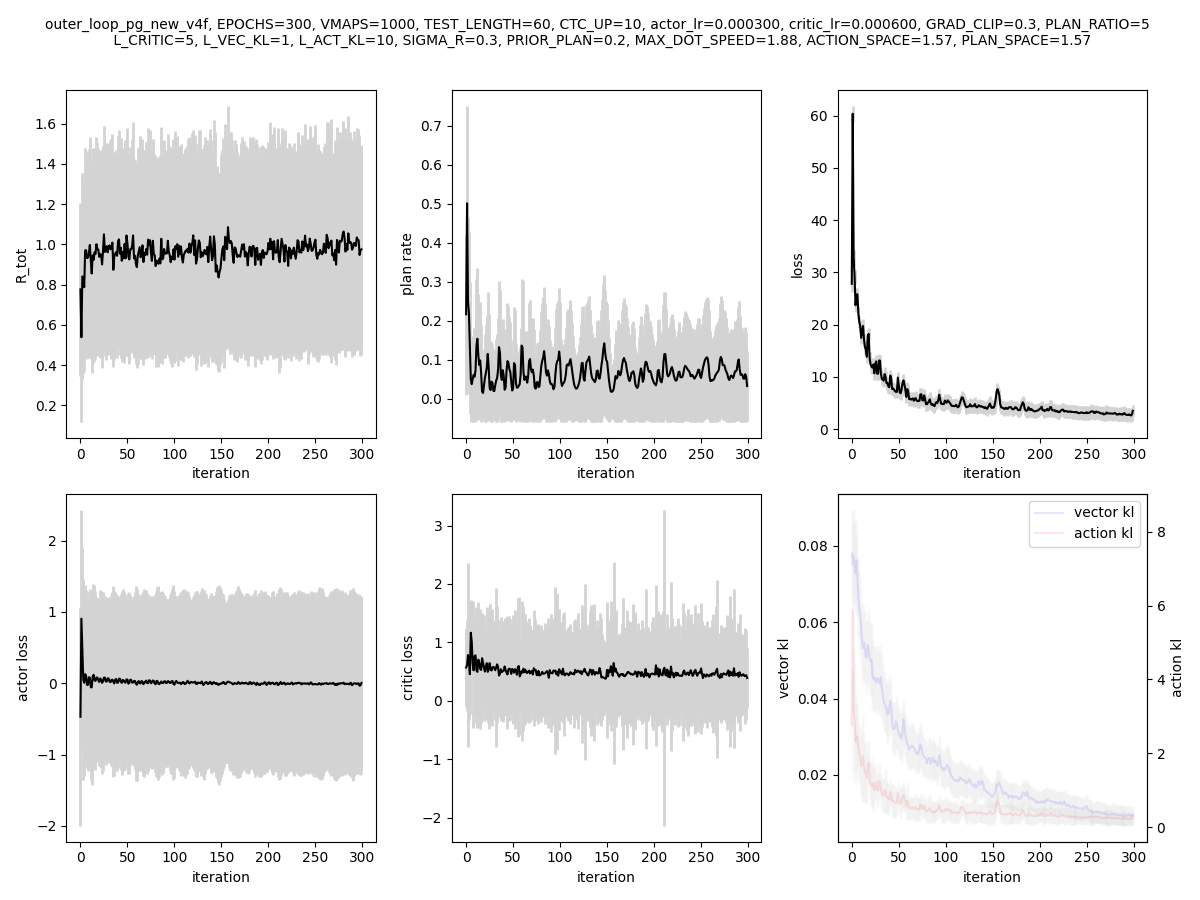 outer_loop_pg_new_v4f, EPOCHS=300, VMAPS=1000, TEST_LENGTH=60, CTC_UP=10, actor_lr=0.000300, critic_lr=0.000600, GRAD_CLIP=0.3, PLAN_RATIO=5
L_CRITIC=5, L_VEC_KL=1, L_ACT_KL=10, SIGMA_R=0.3, PRIOR_PLAN=0.2, MAX_DOT_SPEED=1.88, ACTION_SPACE=1.57, PLAN_SPACE=1.57
R_tot
1.6
1.4
1.2
1.0
0.8
0.6
0.4
0.2
0 50 100 150 200 250 300
iteration
plan rate
0.7
0.6
0.5
0.4
0.3
0.2
0.1
0.0
0 50 100 150 200 250 300
iteration
loss
60
50
40
30
20
10
0
0 50 100 150 200 250 300
iteration
actor loss
2
1
0
−1
−2
0 50 100 150 200 250 300
iteration
critic loss
3
2
1
0
−1
−2
0 50 100 150 200 250 300
iteration
vector kl
0.08
0.06
0.04
0.02
vector kl
action kl
8
6
4
2
0
action kl
0 50 100 150 200 250 300
iteration